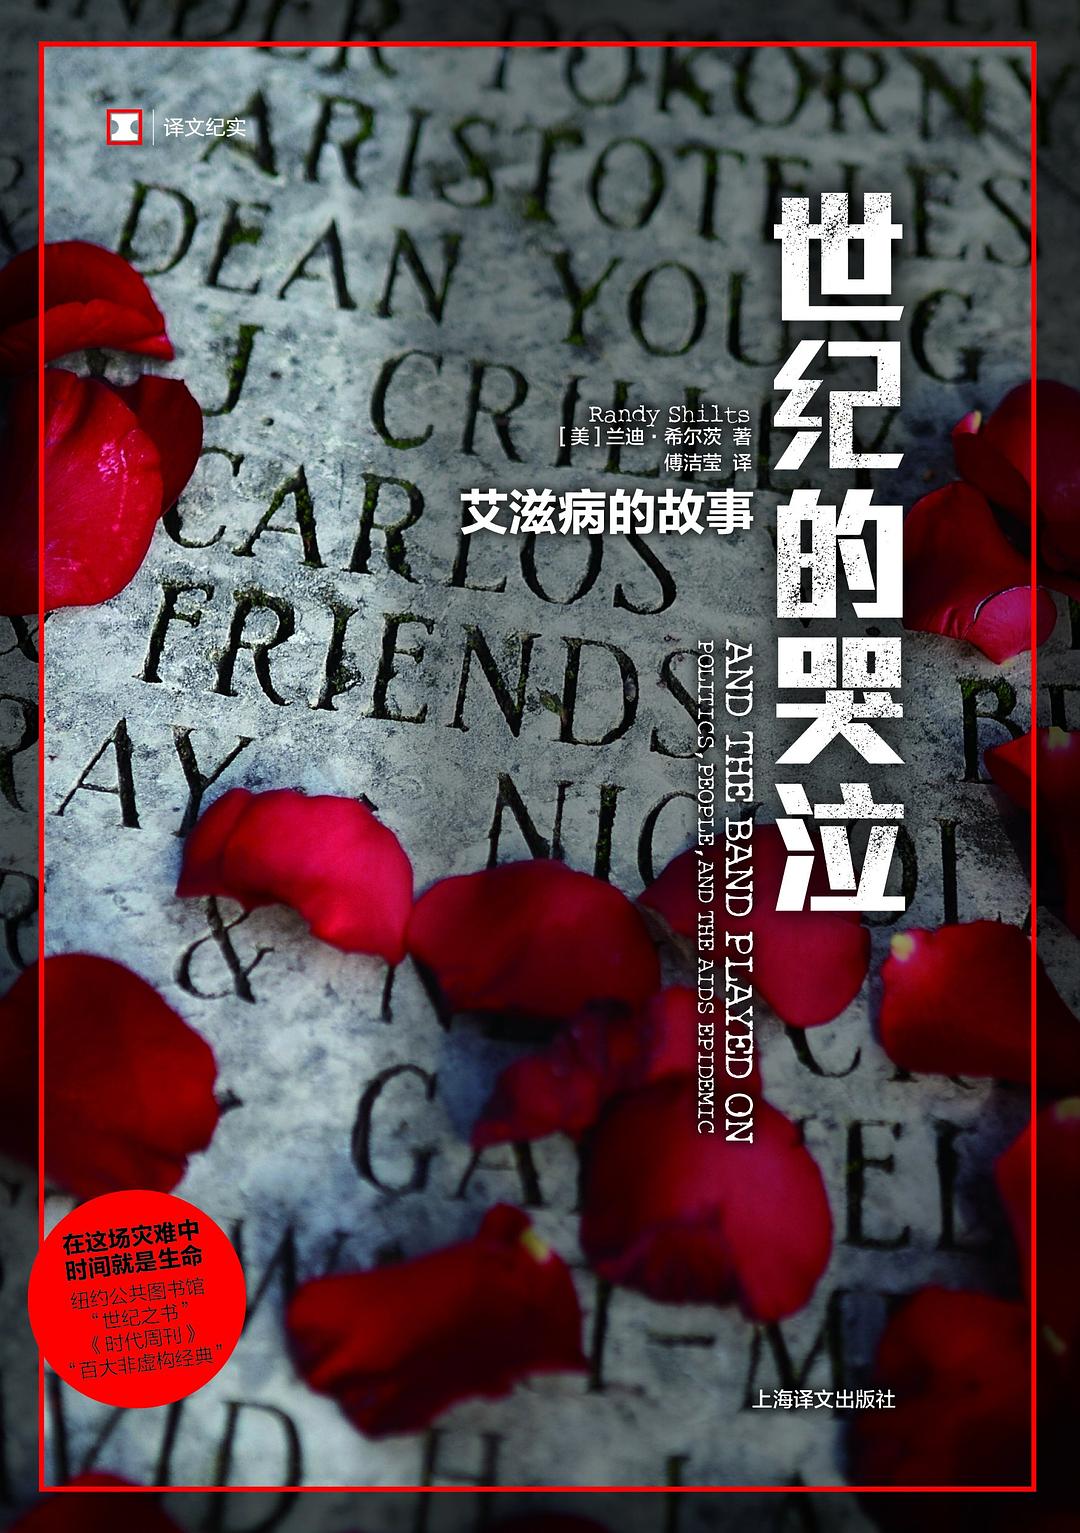 译文纪实
世纪的哭泣
Randy Shilts
[美]兰迪·希尔茨 著
傅洁莹 译
艾滋病的故事
AND THE BAND PLAYED ON
POLITICS, PEOPLE, AND THE AIDS EPIDEMIC
POKORNY
ARISTOTELES
DEAN YOUNG
J. CRILLY
CARLOS
FRIENDS
RAY
&
在这场灾难中
时间就是生命
纽约公共图书馆
“世纪之书”
《时代周刊》
“百大非虚构经典”
上海译文出版社